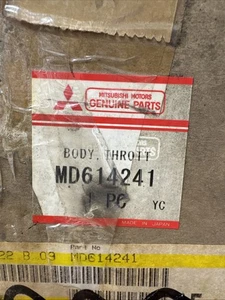 MITSUBISHI MOTORS
GENUINE PARTS
BODY, THROTT
MD614241
1 PC YC
MADE IN JAPAN
Part No
22 B 09 MD614241